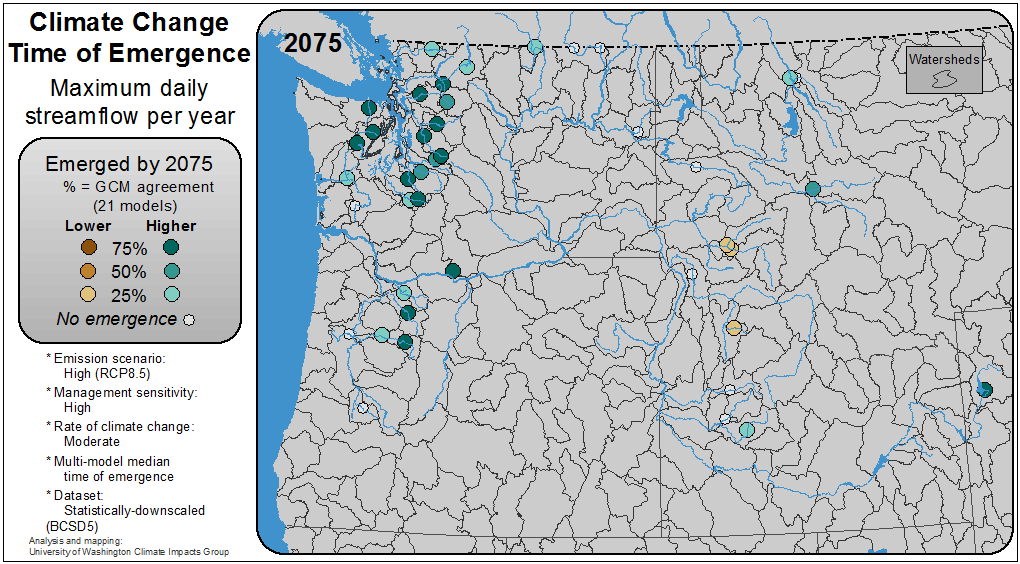 Climate Change
Time of Emergence
Maximum daily
streamflow per year
Emerged by 2075
% = GCM agreement
(21 models)
Lower Higher
75%
50%
25%
No emergence
* Emission scenario:
High (RCP8.5)
* Management sensitivity:
High
* Rate of climate change:
Moderate
* Multi-model median
time of emergence
* Dataset:
Statistically-downscaled
(BCSD5)
Analysis and mapping:
University of Washington Climate Impacts Group
2075
Watersheds